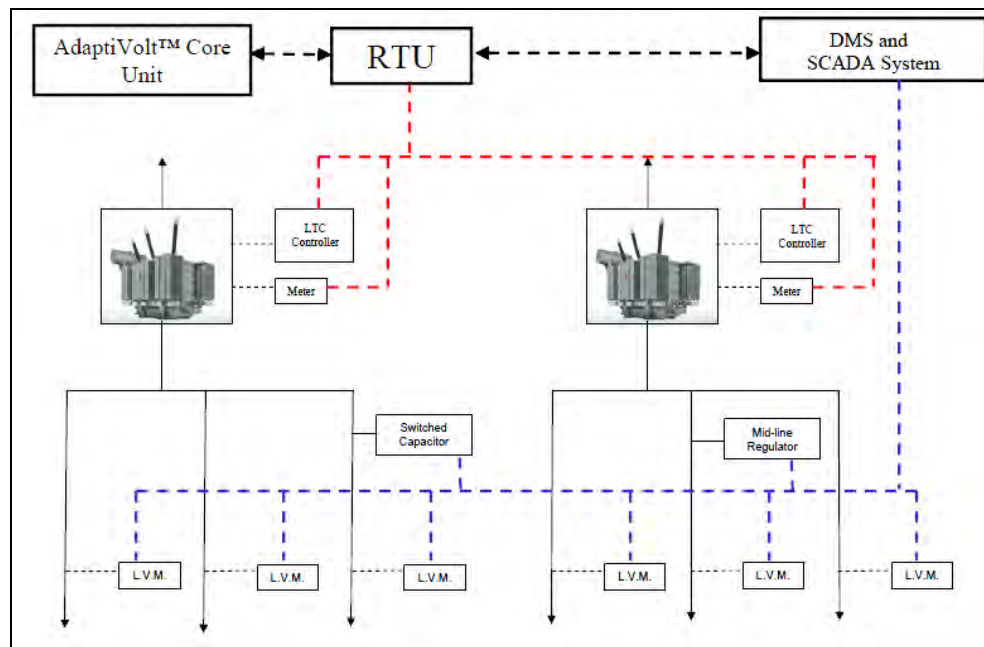 AdaptiVolt™ Core
Unit
RTU
DMS and
SCADA System
LTC
Controller
Meter
LTC
Controller
Meter
Switched
Capacitor
Mid-line
Regulator
L.V.M.
L.V.M.
L.V.M.
L.V.M.
L.V.M.
L.V.M.